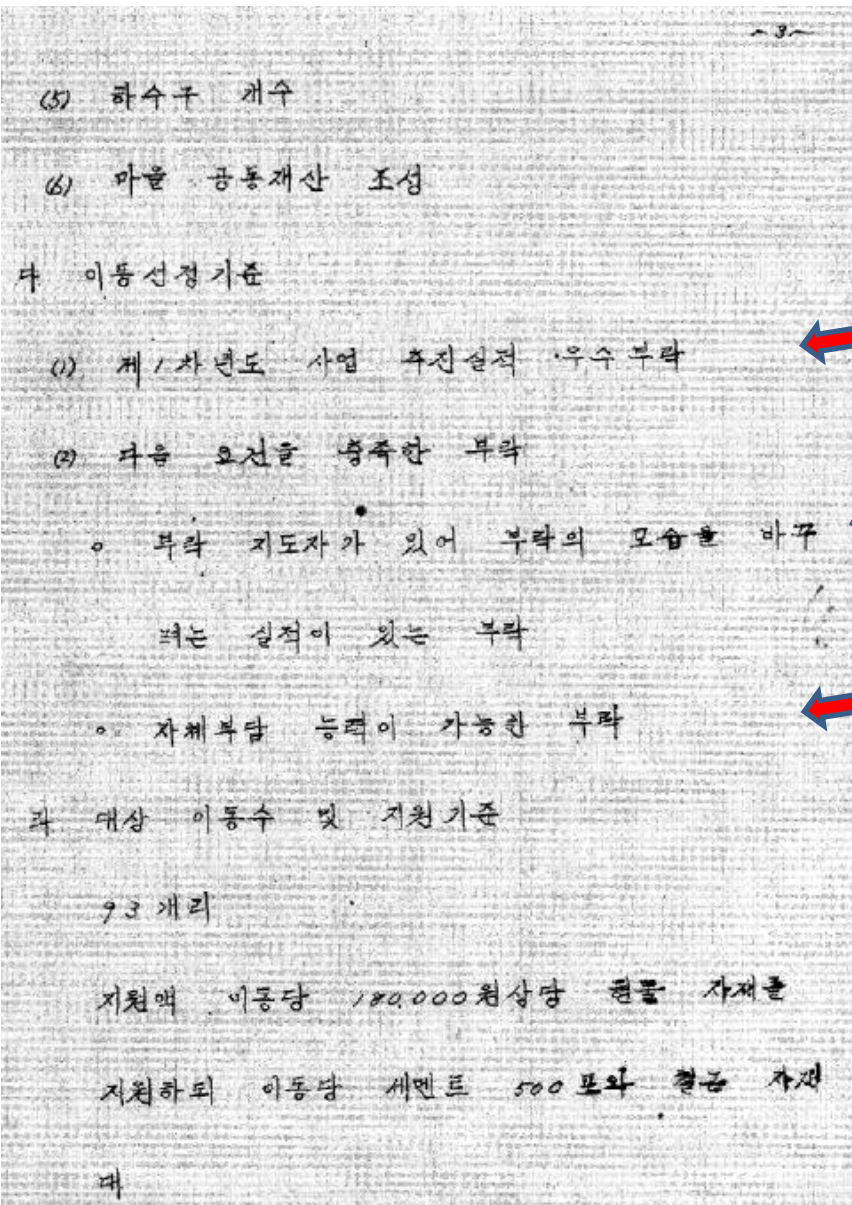 -3-
(5) 하수구 개수
(6) 마을 공동재산 조성
다 이동선정기준
(1) 제1차년도 사업 추진실적 우수부락
(2) 다음 요건을 충족한 부락
o 부락 지도자가 있어 부락의 모습을 바꾸
려는 실적이 있는 부락
o 자체부담 능력이 가능한 부락
라 대상 이동수 및 지원기준
93개리
지원액 이동당 180,000원상당 현물 자재를
지원하되 이동당 세멘트 500포와 철근 자재
대